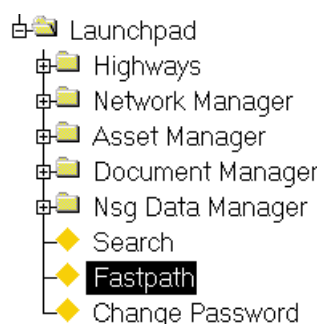 Launchpad
Highways
Network Manager
Asset Manager
Document Manager
Nsg Data Manager
Search
Fastpath
Change Password